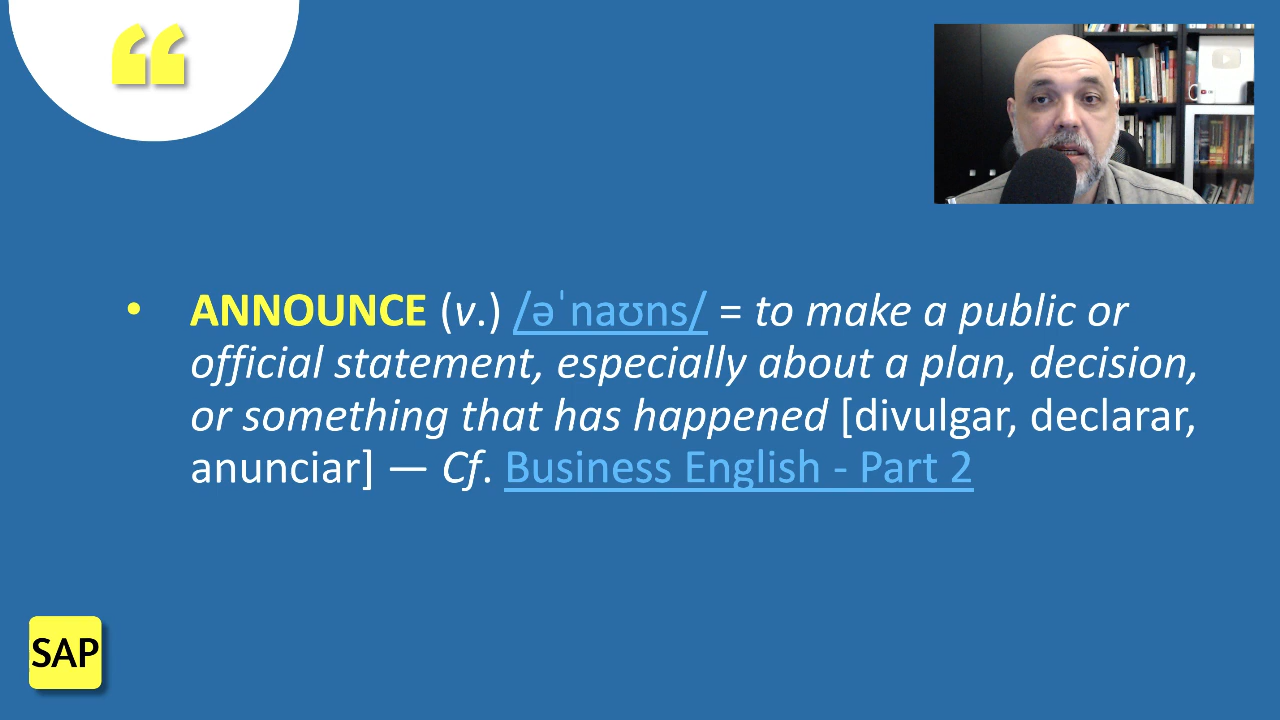 “
• ANNOUNCE (v.) /əˈnaʊns/ = to make a public or
official statement, especially about a plan, decision,
or something that has happened [divulgar, declarar,
anunciar] — Cf. Business English - Part 2
SAP